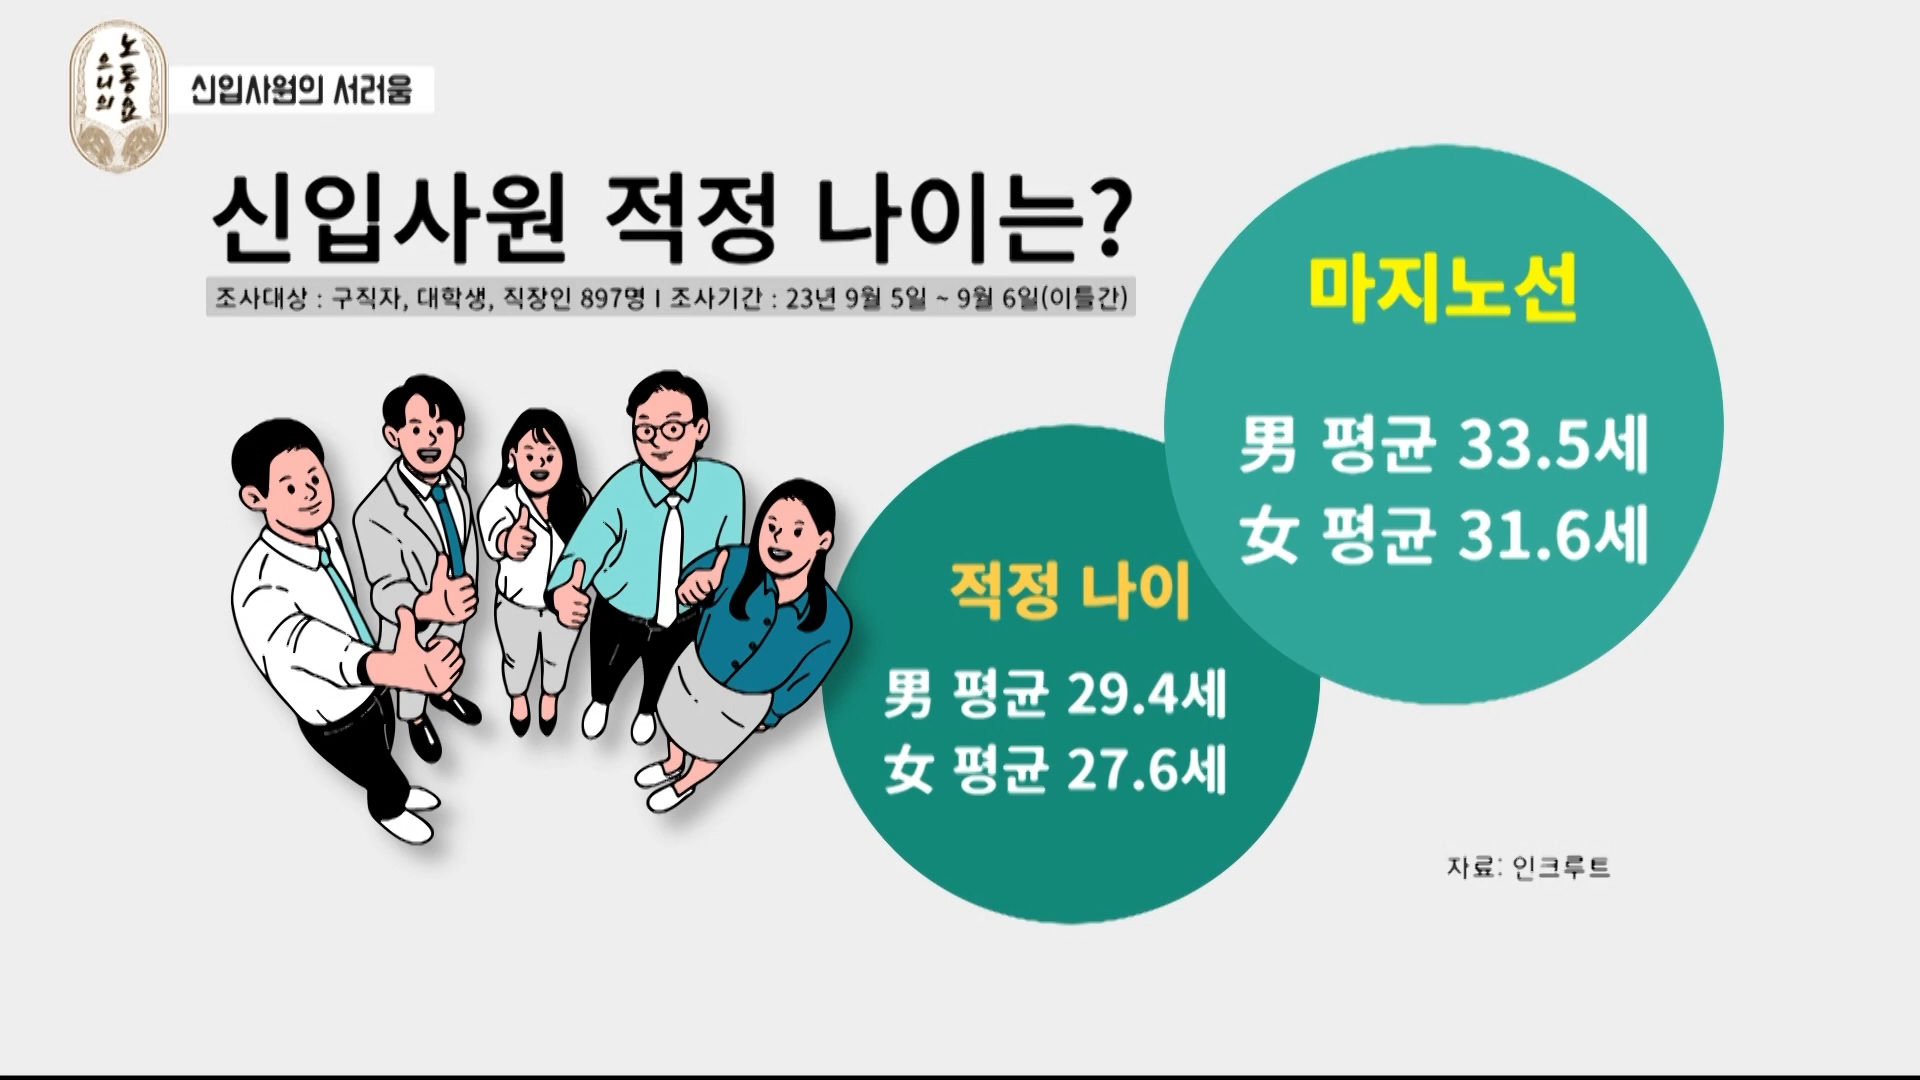 노동요
으니의
신입사원의 서러움
신입사원 적정 나이는?
조사대상 : 구직자, 대학생, 직장인 897명 I 조사기간 : 23년 9월 5일 ~ 9월 6일(이틀간)
마지노선
男 평균 33.5세
女 평균 31.6세
적정 나이
男 평균 29.4세
女 평균 27.6세
자료: 인크루트